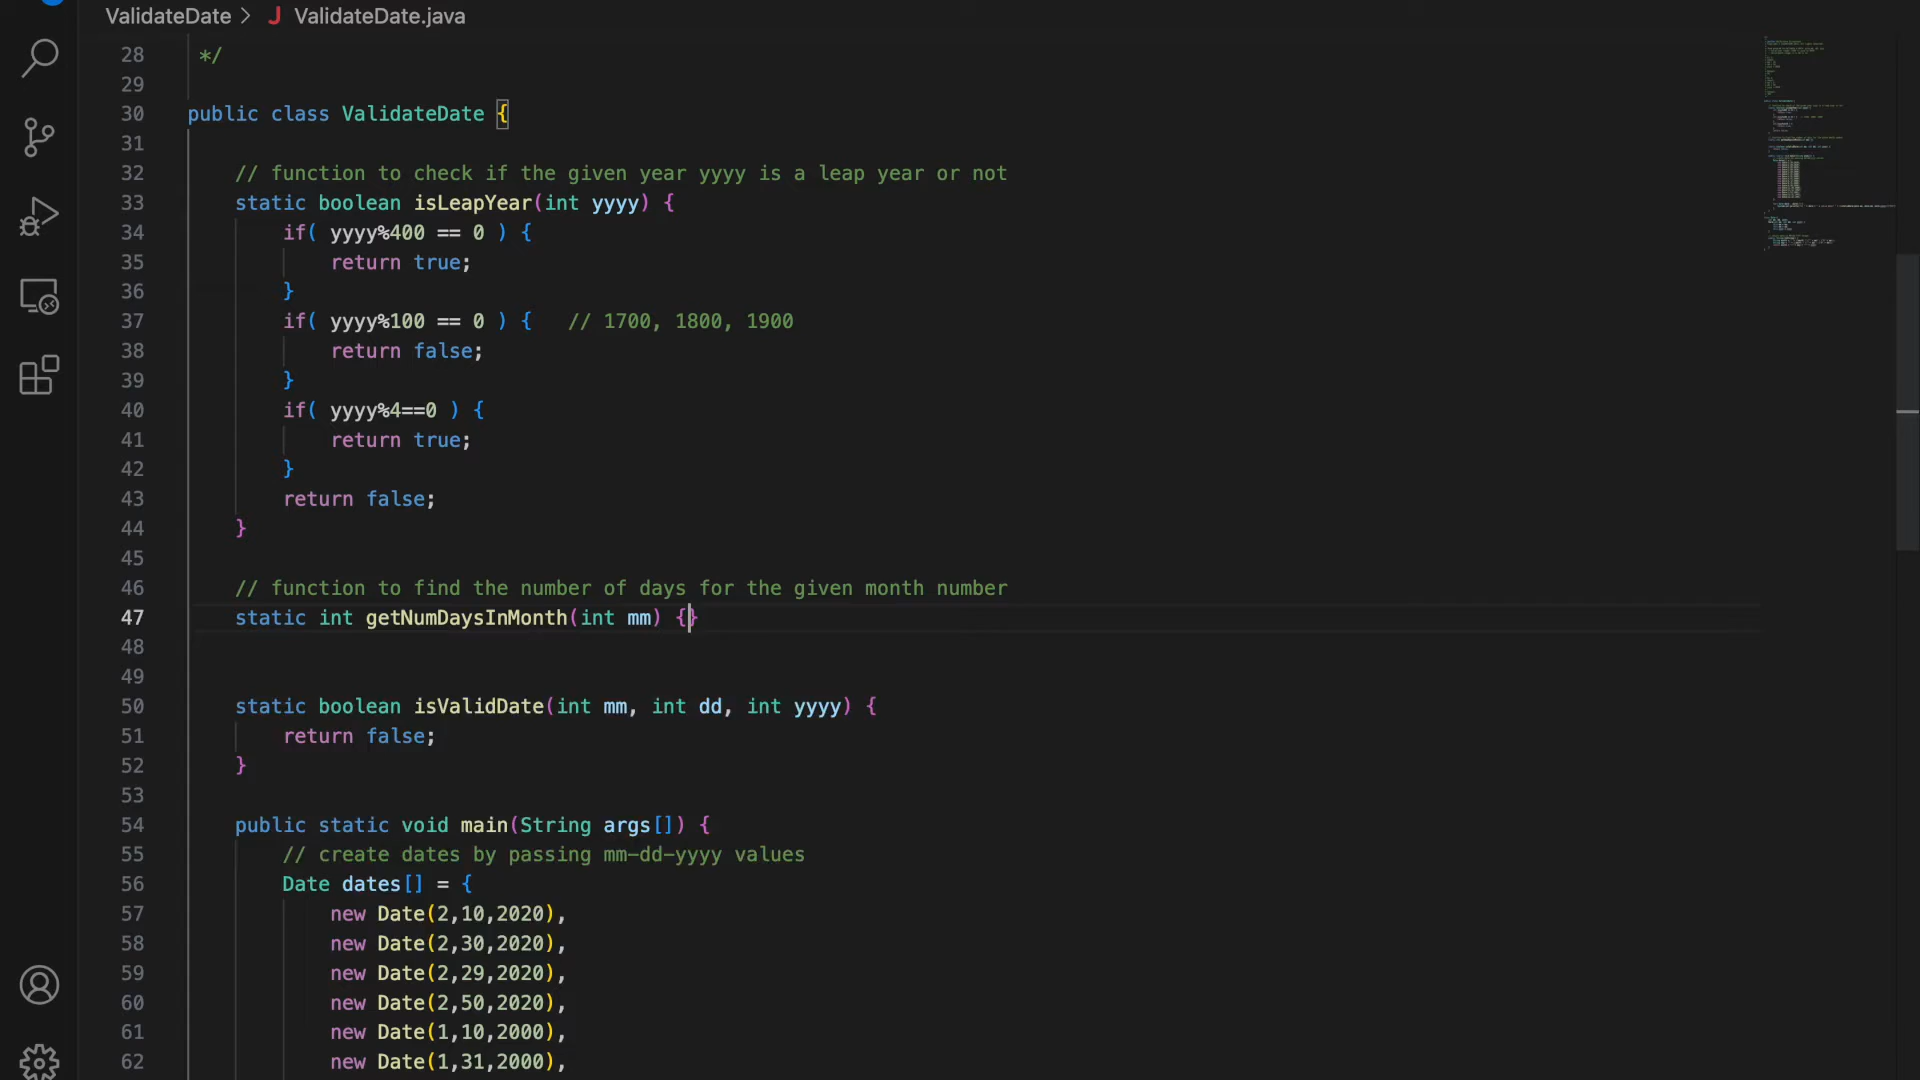 ValidateDate > J ValidateDate.java
28 */
29
30 public class ValidateDate {
31
32 // function to check if the given year yyyy is a leap year or not
33 static boolean isLeapYear(int yyyy) {
34 if( yyyy%400 == 0 ) {
35 return true;
36 }
37 if( yyyy%100 == 0 ) { // 1700, 1800, 1900
38 return false;
39 }
40 if( yyyy%4==0 ) {
41 return true;
42 }
43 return false;
44 }
45
46 // function to find the number of days for the given month number
47 static int getNumDaysInMonth(int mm) {}
48
49
50 static boolean isValidDate(int mm, int dd, int yyyy) {
51 return false;
52 }
53
54 public static void main(String args[]) {
55 // create dates by passing mm-dd-yyyy values
56 Date dates[] = {
57 new Date(2,10,2020),
58 new Date(2,30,2020),
59 new Date(2,29,2020),
60 new Date(2,50,2020),
61 new Date(1,10,2000),
62 new Date(1,31,2000),